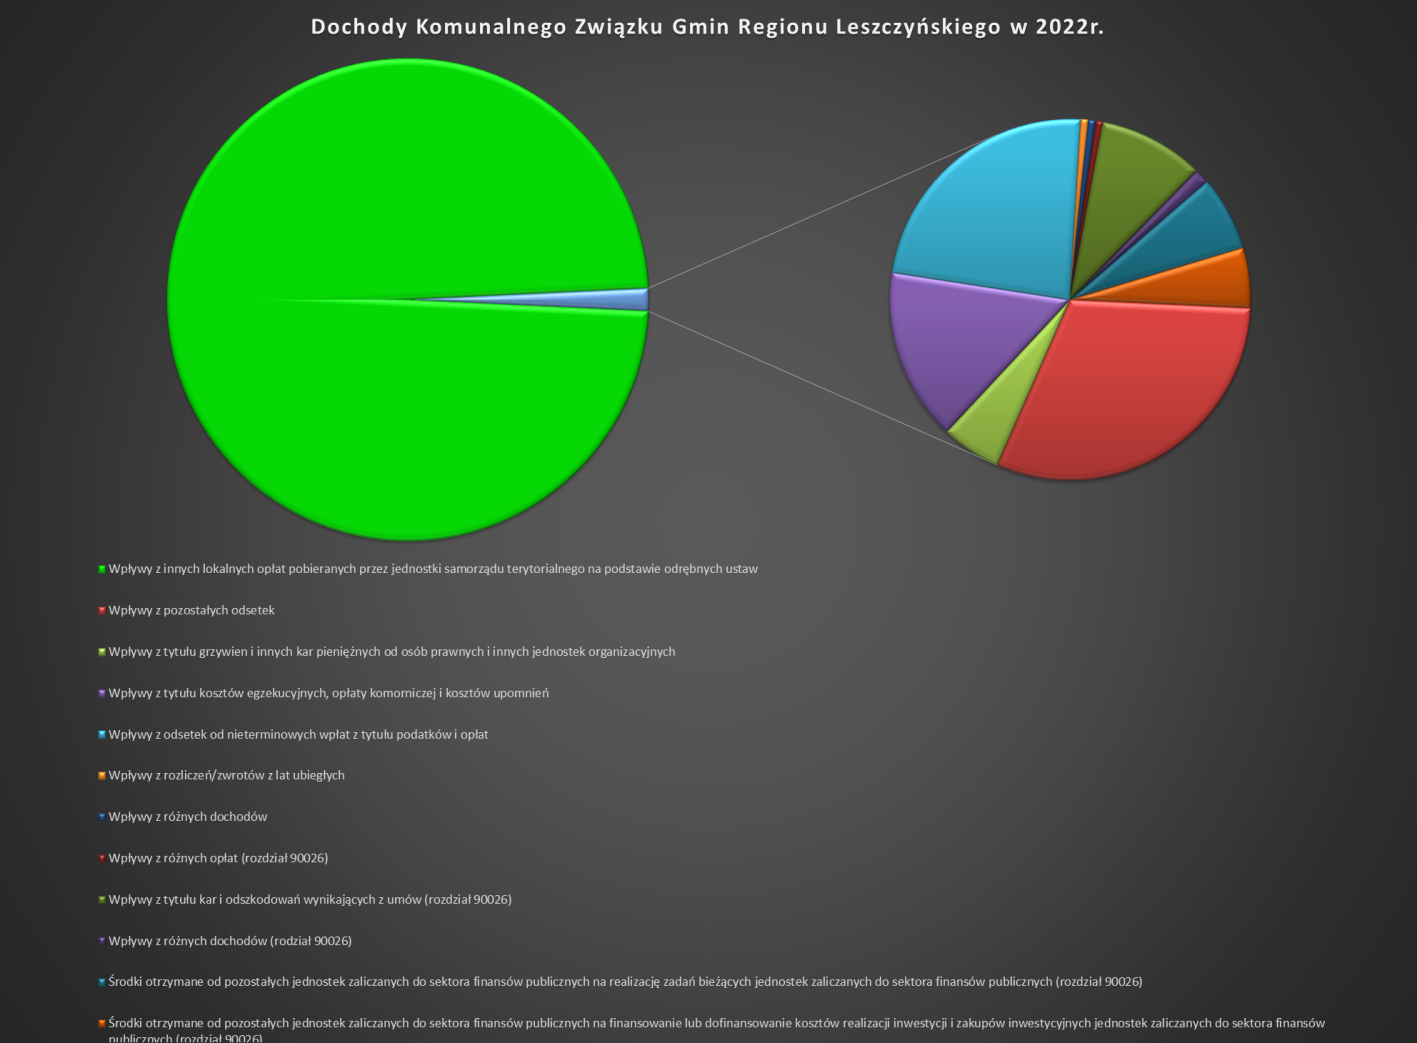 Dochody Komunalnego Związku Gmin Regionu Leszczyńskiego w 2022r.
Wpływy z innych lokalnych opłat pobieranych przez jednostki samorządu terytorialnego na podstawie odrębnych ustaw
Wpływy z pozostałych odsetek
Wpływy z tytułu grzywien i innych kar pieniężnych od osób prawnych i innych jednostek organizacyjnych
Wpływy z tytułu kosztów egzekucyjnych, opłaty komorniczej i kosztów upomnień
Wpływy z odsetek od nieterminowych wpłat z tytułu podatków i opłat
Wpływy z rozliczeń/zwrotów z lat ubiegłych
Wpływy z różnych dochodów
Wpływy z różnych opłat (rozdział 90026)
Wpływy z tytułu kar i odszkodowań wynikających z umów (rozdział 90026)
Wpływy z różnych dochodów (rodział 90026)
Środki otrzymane od pozostałych jednostek zaliczanych do sektora finansów publicznych na realizację zadań bieżących jednostek zaliczanych do sektora finansów publicznych (rozdział 90026)
Środki otrzymane od pozostałych jednostek zaliczanych do sektora finansów publicznych na finansowanie lub dofinansowanie kosztów realizacji inwestycji i zakupów inwestycyjnych jednostek zaliczanych do sektora finansów
publicznych (rozdział 90026)